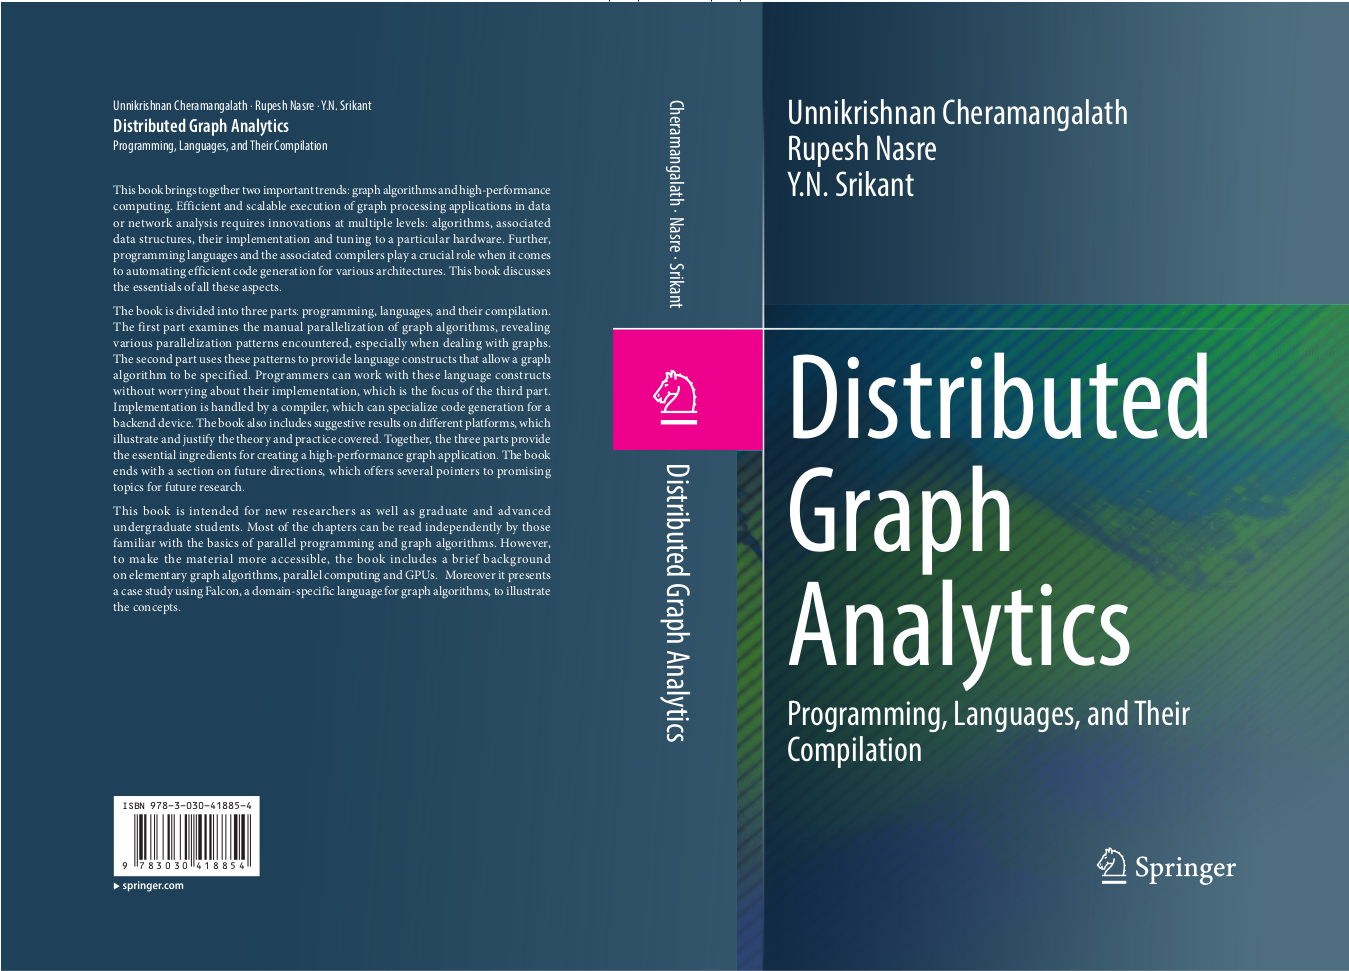 Unnikrishnan Cheramangalath · Rupesh Nasre · Y.N. Srikant
Distributed Graph Analytics
Programming, Languages, and Their Compilation
This book brings together two important trends: graph algorithms and high-performance
computing. Efficient and scalable execution of graph processing applications in data
or network analysis requires innovations at multiple levels: algorithms, associated
data structures, their implementation and tuning to a particular hardware. Further,
programming languages and the associated compilers play a crucial role when it comes
to automating efficient code generation for various architectures. This book discusses
the essentials of all these aspects.
The book is divided into three parts: programming, languages, and their compilation.
The first part examines the manual parallelization of graph algorithms, revealing
various parallelization patterns encountered, especially when dealing with graphs.
The second part uses these patterns to provide language constructs that allow a graph
algorithm to be specified. Programmers can work with these language constructs
without worrying about their implementation, which is the focus of the third part.
Implementation is handled by a compiler, which can specialize code generation for a
backend device. The book also includes suggestive results on different platforms, which
illustrate and justify the theory and practice covered. Together, the three parts provide
the essential ingredients for creating a high-performance graph application. The book
ends with a section on future directions, which offers several pointers to promising
topics for future research.
This book is intended for new researchers as well as graduate and advanced
undergraduate students. Most of the chapters can be read independently by those
familiar with the basics of parallel programming and graph algorithms. However,
to make the material more accessible, the book includes a brief background
on elementary graph algorithms, parallel computing and GPUs. Moreover it presents
a case study using Falcon, a domain-specific language for graph algorithms, to illustrate
the concepts.
ISBN 978-3-030-41885-4
9 783030 418854
springer.com
Cheramangalath · Nasre · Srikant
Distributed Graph Analytics
Unnikrishnan Cheramangalath
Rupesh Nasre
Y.N. Srikant
Distributed
Graph
Analytics
Programming, Languages, and Their
Compilation
Springer